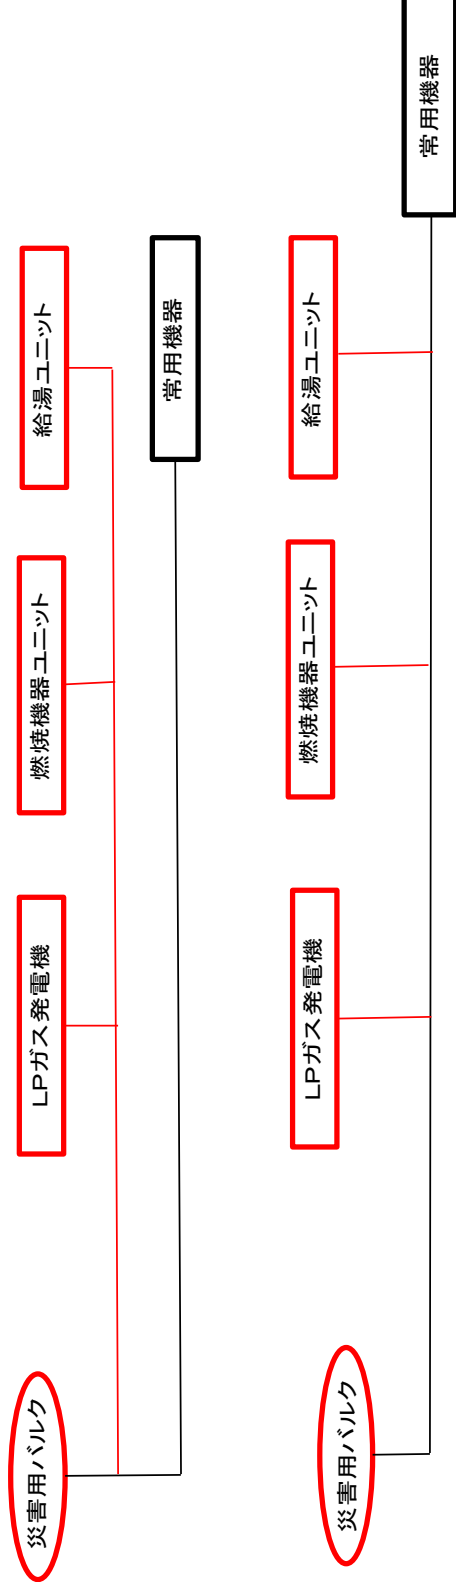 災害用バルク
LPガス発電機
燃焼機器ユニット
給湯ユニット
常用機器
災害用バルク
LPガス発電機
燃焼機器ユニット
給湯ユニット
常用機器